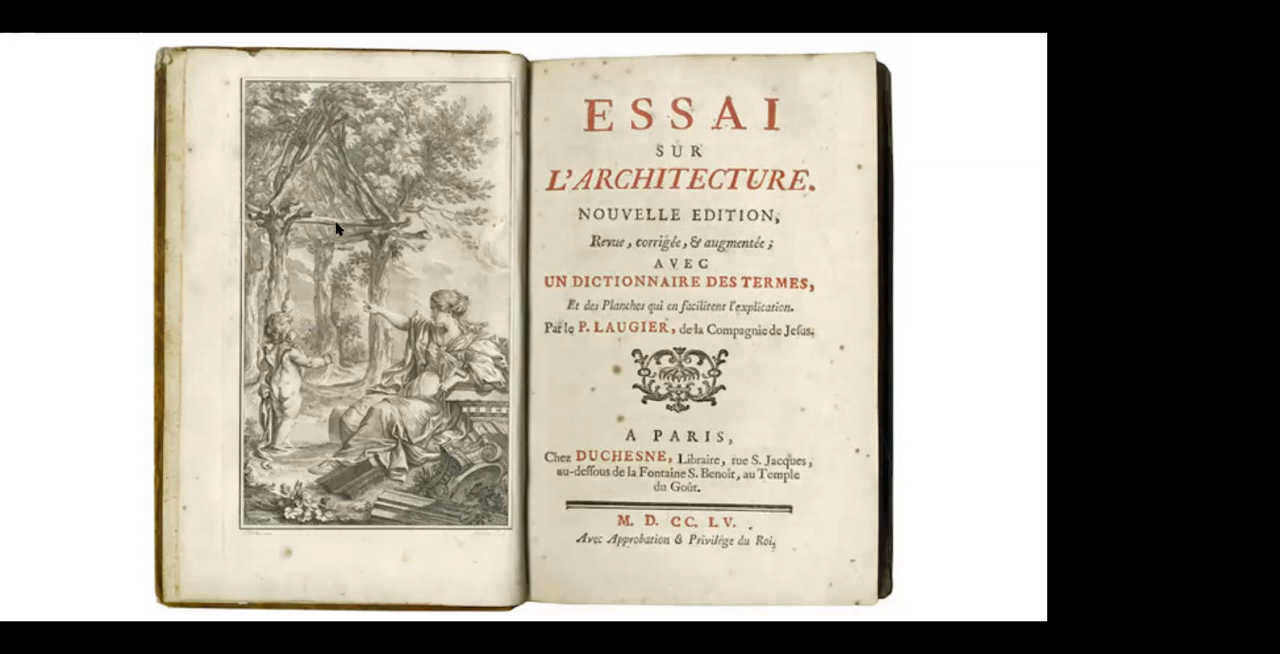 ESSAI
SUR
L'ARCHITECTURE.
NOUVELLE EDITION,
Revue, corrigée, & augmentée;
AVEC
UN DICTIONNAIRE DES TERMES,
Et des Planches qui en facilitent l'explication.
Par le P. LAUGIER, de la Compagnie de Jesus.
A PARIS,
Chez DUCHESNE, Libraire, rue S. Jacques,
au-dessous de la Fontaine S. Benoît, au Temple
du Goût.
M. D. CC. LV.
Avec Approbation & Privilége du Roi.